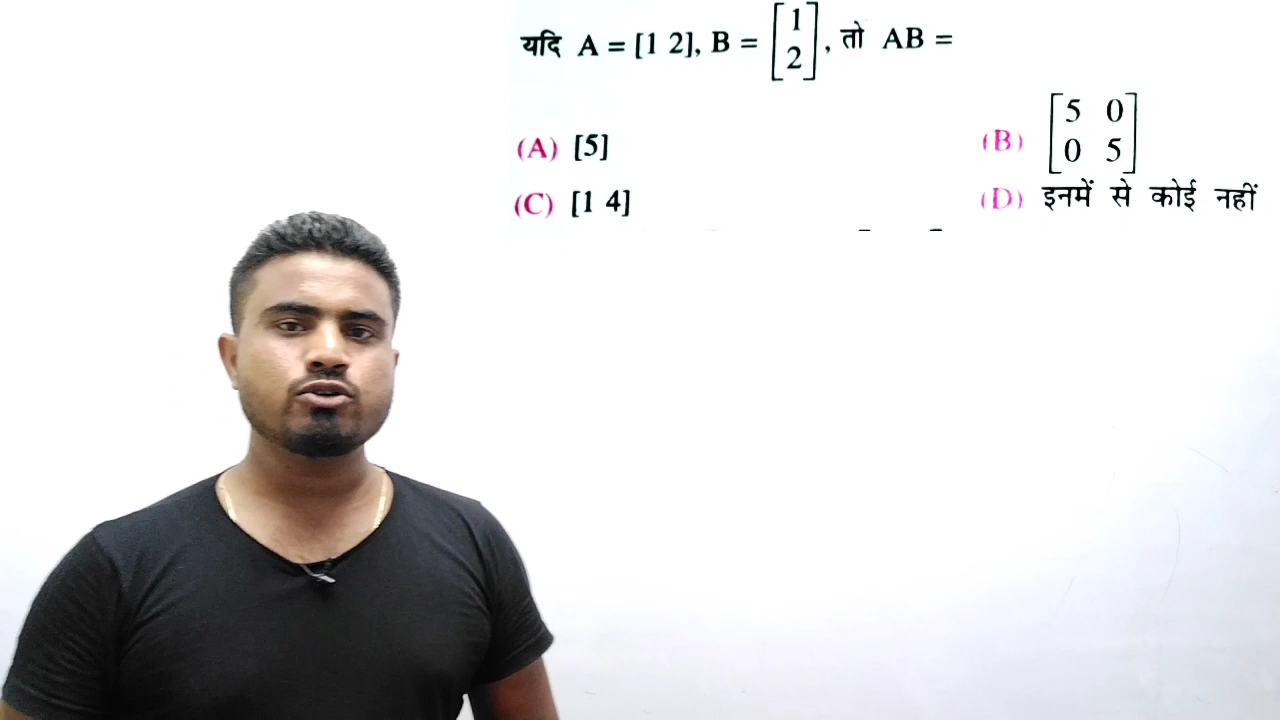 यदि A = [1 2], B = [1 2], तो AB =
(A) [5]
(B) [5 0 0 5]
(C) [1 4]
(D) इनमें से कोई नहीं